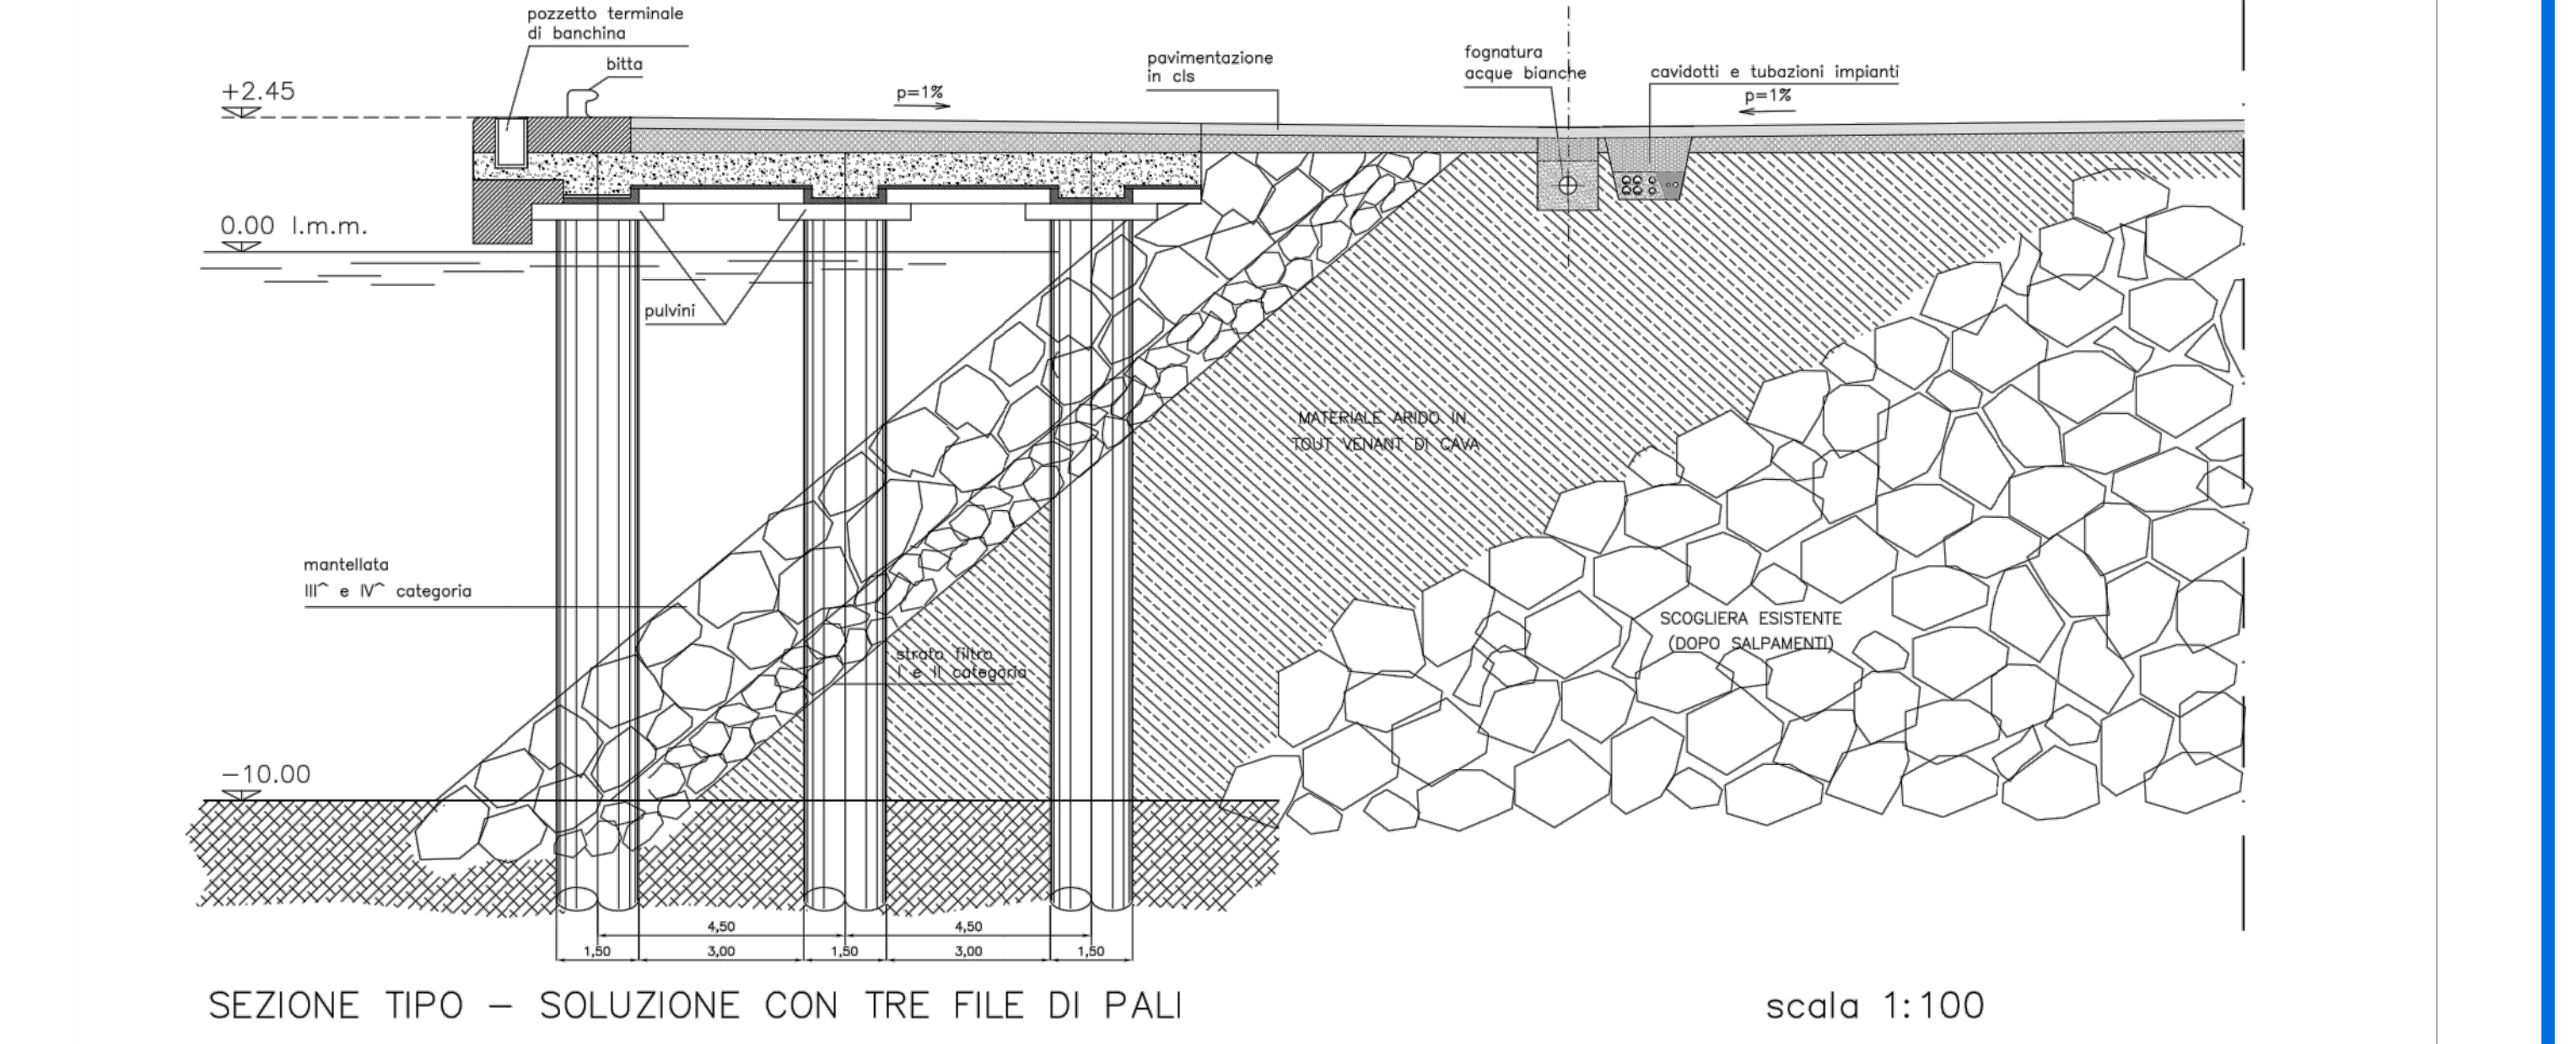 pozzetto terminale
di banchina
bitta
+2.45
p=1%
pavimentazione
in cls
fognatura
acque bianche
cavidotti e tubazioni impianti
p=1%
0.00 l.m.m.
pulvini
MATERIALE ARIDO IN
TOUT VENANT DI CAVA
mantellata
III^ e IV^ categoria
SCOGLIERA ESISTENTE
(DOPO SALPAMENTI)
strato filtro
I e II categoria
-10.00
4,50
4,50
1,50
3,00
1,50
3,00
1,50
SEZIONE TIPO - SOLUZIONE CON TRE FILE DI PALI
scala 1:100